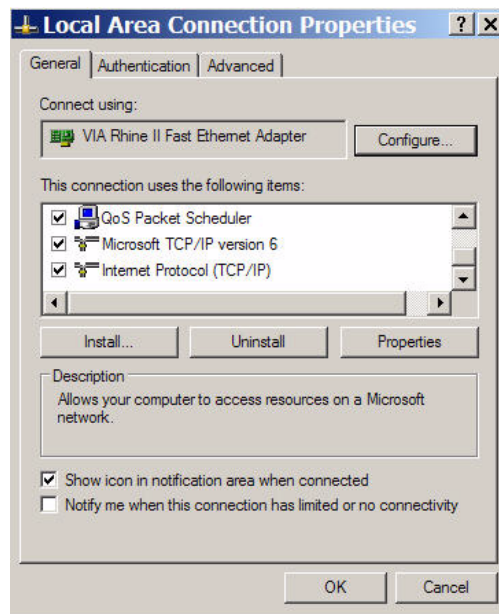 Local Area Connection Properties
General Authentication Advanced
Connect using:
VIA Rhine II Fast Ethernet Adapter Configure...
This connection uses the following items:
QoS Packet Scheduler
Microsoft TCP/IP version 6
Internet Protocol (TCP/IP)
Install... Uninstall Properties
Description
Allows your computer to access resources on a Microsoft
network.
Show icon in notification area when connected
Notify me when this connection has limited or no connectivity
OK Cancel